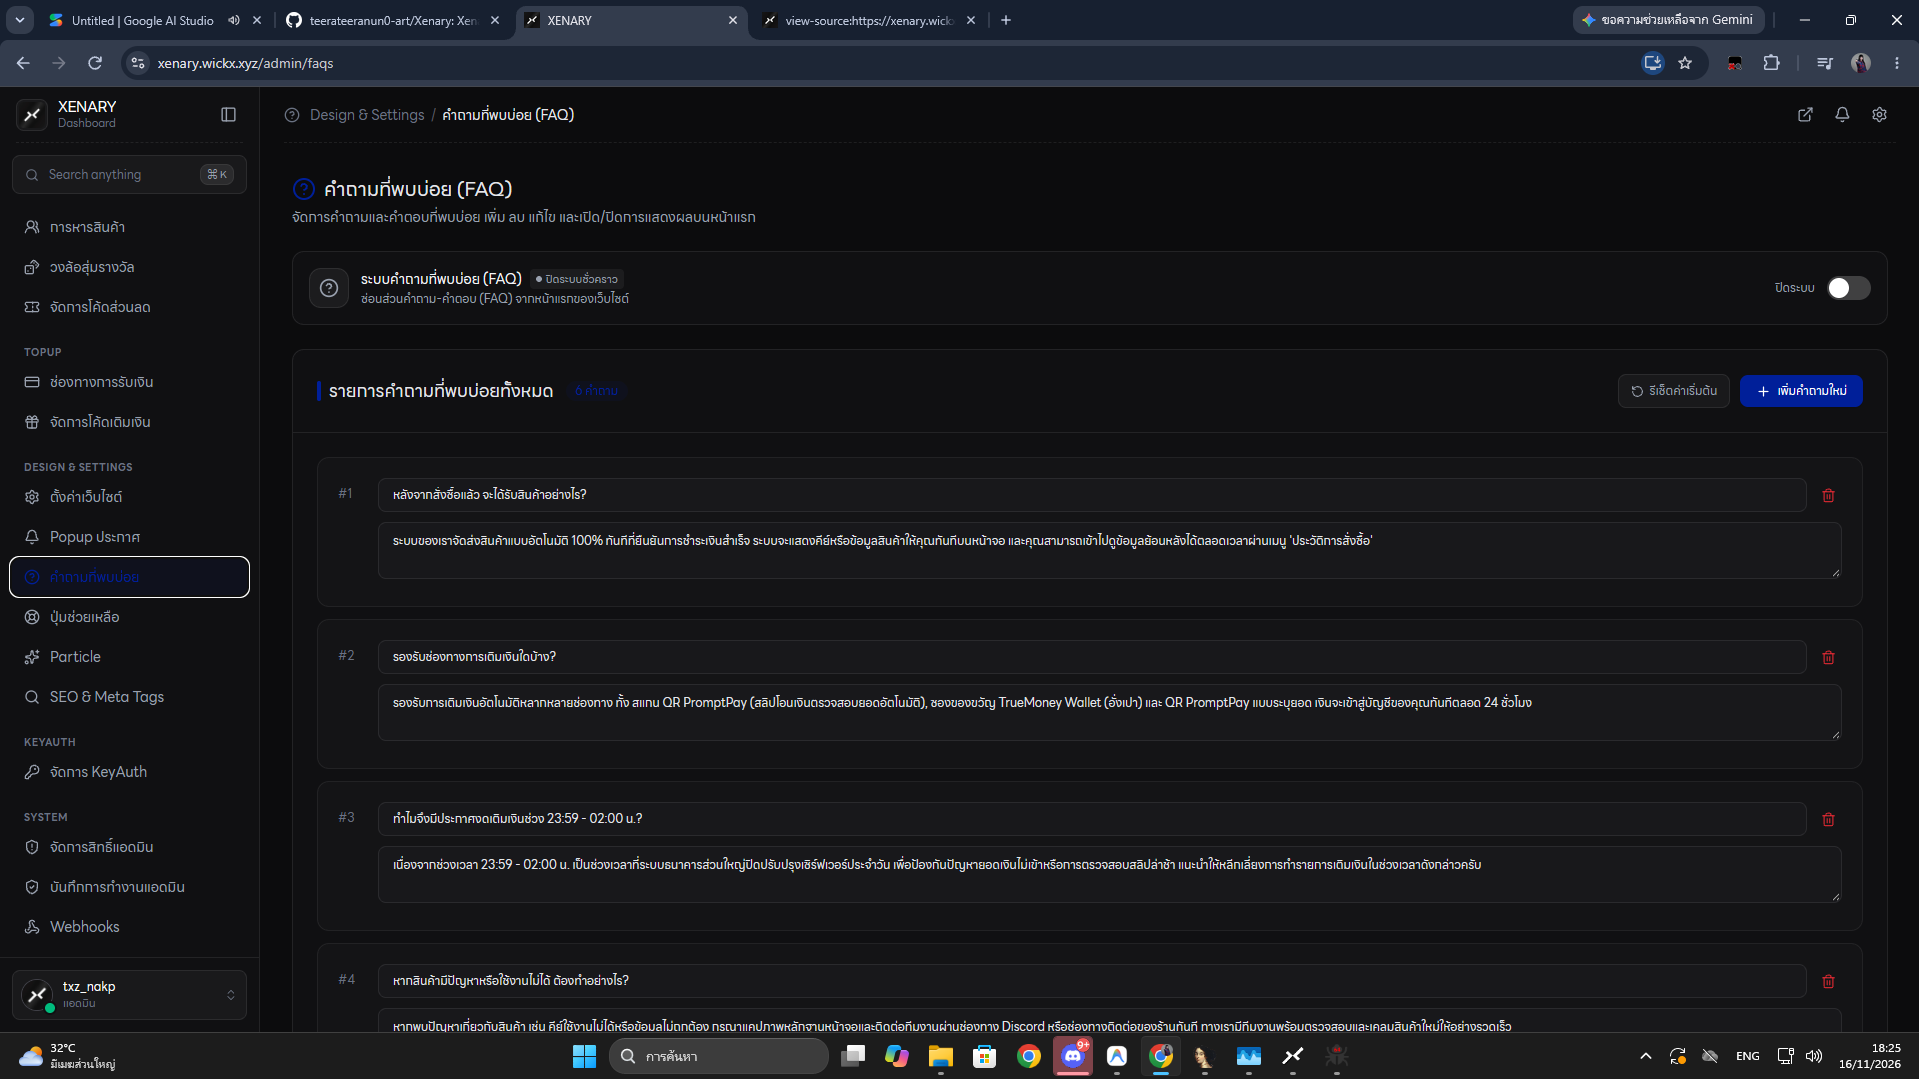 Untitled | Google AI Studio
teerateeranun0-art/Xenary: Xen
XENARY
view-source:https://xenary.wick
ขอความช่วยเหลือจาก Gemini
xenary.wickx.xyz/admin/faqs
XENARY
Dashboard
Design & Settings / คำถามที่พบบ่อย (FAQ)
Search anything
⌘ K
การหารสินค้า
วงล้อสุ่มรางวัล
จัดการโค้ดส่วนลด
TOPUP
ช่องทางการรับเงิน
จัดการโค้ดเติมเงิน
DESIGN & SETTINGS
ตั้งค่าเว็บไซต์
Popup ประกาศ
คำถามที่พบบ่อย
ปุ่มช่วยเหลือ
Particle
SEO & Meta Tags
KEYAUTH
จัดการ KeyAuth
SYSTEM
จัดการสิทธิ์แอดมิน
บันทึกการทำงานแอดมิน
Webhooks
txz_nakp
แอดมิน
คำถามที่พบบ่อย (FAQ)
จัดการคำถามและคำตอบที่พบบ่อย เพิ่ม ลบ แก้ไข และเปิด/ปิดการแสดงผลบนหน้าแรก
ระบบคำถามที่พบบ่อย (FAQ)
ปิดระบบชั่วคราว
ซ่อนส่วนคำถาม-คำตอบ (FAQ) จากหน้าแรกของเว็บไซต์
ปิดระบบ
รายการคำถามที่พบบ่อยทั้งหมด
6 คำถาม
รีเซ็ตค่าเริ่มต้น
เพิ่มคำถามใหม่
#1
หลังจากสั่งซื้อแล้ว จะได้รับสินค้าอย่างไร?
ระบบของเราจัดส่งสินค้าแบบอัตโนมัติ 100% ทันทีที่ยืนยันการชำระเงินสำเร็จ ระบบจะแสดงคีย์หรือข้อมูลสินค้าให้คุณทันทีบนหน้าจอ และคุณสามารถเข้าไปดูข้อมูลย้อนหลังได้ตลอดเวลาผ่านเมนู 'ประวัติการสั่งซื้อ'
#2
รองรับช่องทางการเติมเงินใดบ้าง?
รองรับการเติมเงินอัตโนมัติหลากหลายช่องทาง ทั้ง สแกน QR PromptPay (สลิปโอนเงินตรวจสอบยอดอัตโนมัติ), ซองของขวัญ TrueMoney Wallet (อั่งเปา) และ QR PromptPay แบบระบุยอด เงินจะเข้าสู่บัญชีของคุณทันทีตลอด 24 ชั่วโมง
#3
ทำไมจึงมีประกาศงดเติมเงินช่วง 23:59 - 02:00 น.?
เนื่องจากช่วงเวลา 23:59 - 02:00 น. เป็นช่วงเวลาที่ระบบธนาคารส่วนใหญ่ปิดปรับปรุงเซิร์ฟเวอร์ประจำวัน เพื่อป้องกันปัญหายอดเงินไม่เข้าหรือการตรวจสอบสลิปล่าช้า แนะนำให้หลีกเลี่ยงการทำรายการเติมเงินในช่วงเวลาดังกล่าวครับ
#4
หากสินค้ามีปัญหาหรือใช้งานไม่ได้ ต้องทำอย่างไร?
หากพบปัญหาเกี่ยวกับสินค้า เช่น คีย์ใช้งานไม่ได้หรือข้อมูลไม่ถูกต้อง กรุณาแคปภาพหลักฐานหน้าจอและติดต่อทีมงานผ่านช่องทาง Discord หรือช่องทางติดต่อของร้านทันที ทางเรามีทีมงานพร้อมตรวจสอบและเคลมสินค้าใหม่ให้อย่างรวดเร็ว
32°C
มีเมฆส่วนใหญ่
การค้นหา
9+
ENG
18:25
16/11/2026